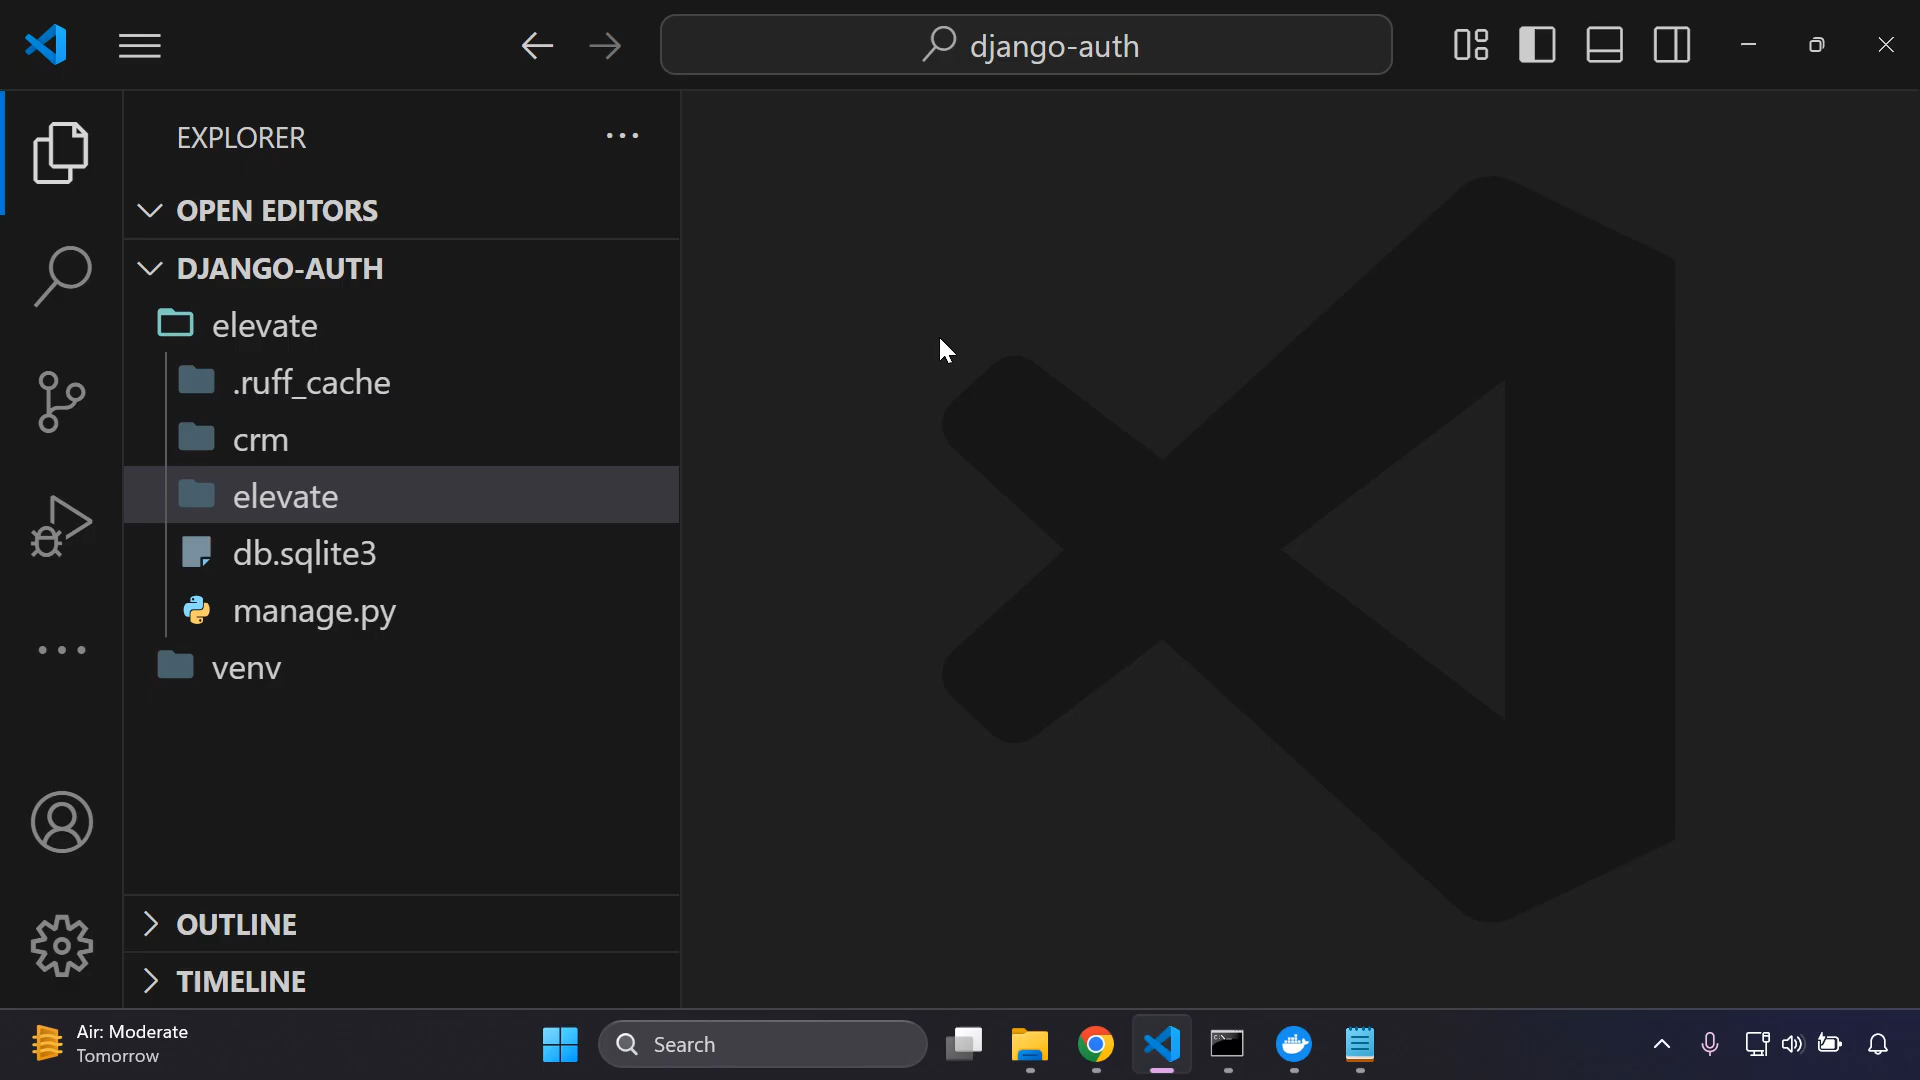 django-auth
EXPLORER
OPEN EDITORS
DJANGO-AUTH
elevate
.ruff_cache
crm
elevate
db.sqlite3
manage.py
venv
OUTLINE
TIMELINE
Air: Moderate
Tomorrow
Search